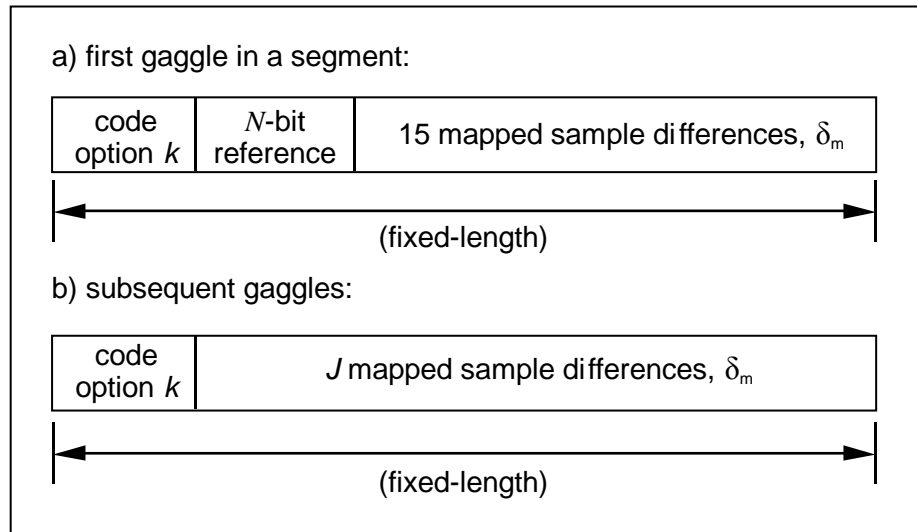 a) first gaggle in a segment:
code option k
N-bit reference
15 mapped sample differences, δm
(fixed-length)
b) subsequent gaggles:
code option k
J mapped sample differences, δm
(fixed-length)